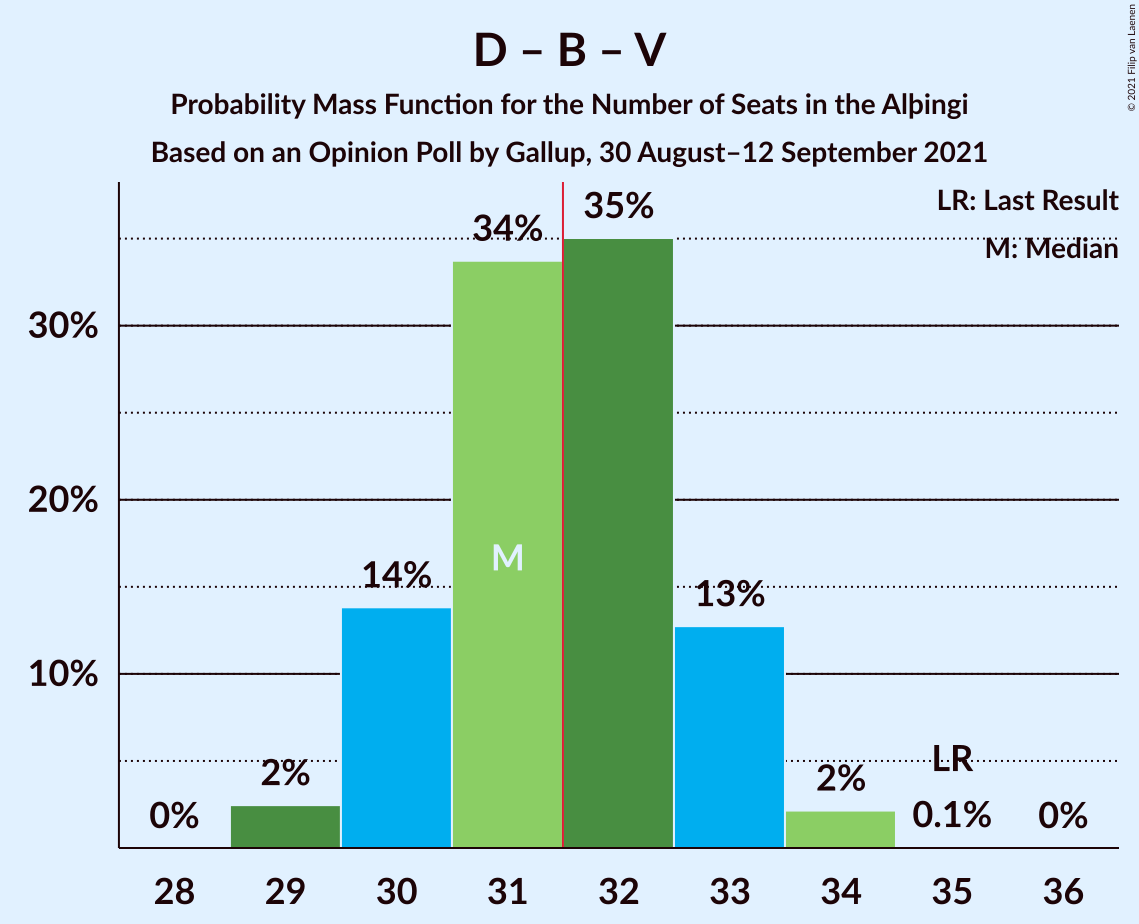 D – B – V
Probability Mass Function for the Number of Seats in the Alþingi
Based on an Opinion Poll by Gallup, 30 August–12 September 2021
© 2021 Filip van Laenen
LR: Last Result
M: Median
30%
20%
10%
0%
2%
14%
34%
35%
13%
2%
0.1%
0%
M
LR
28 29 30 31 32 33 34 35 36